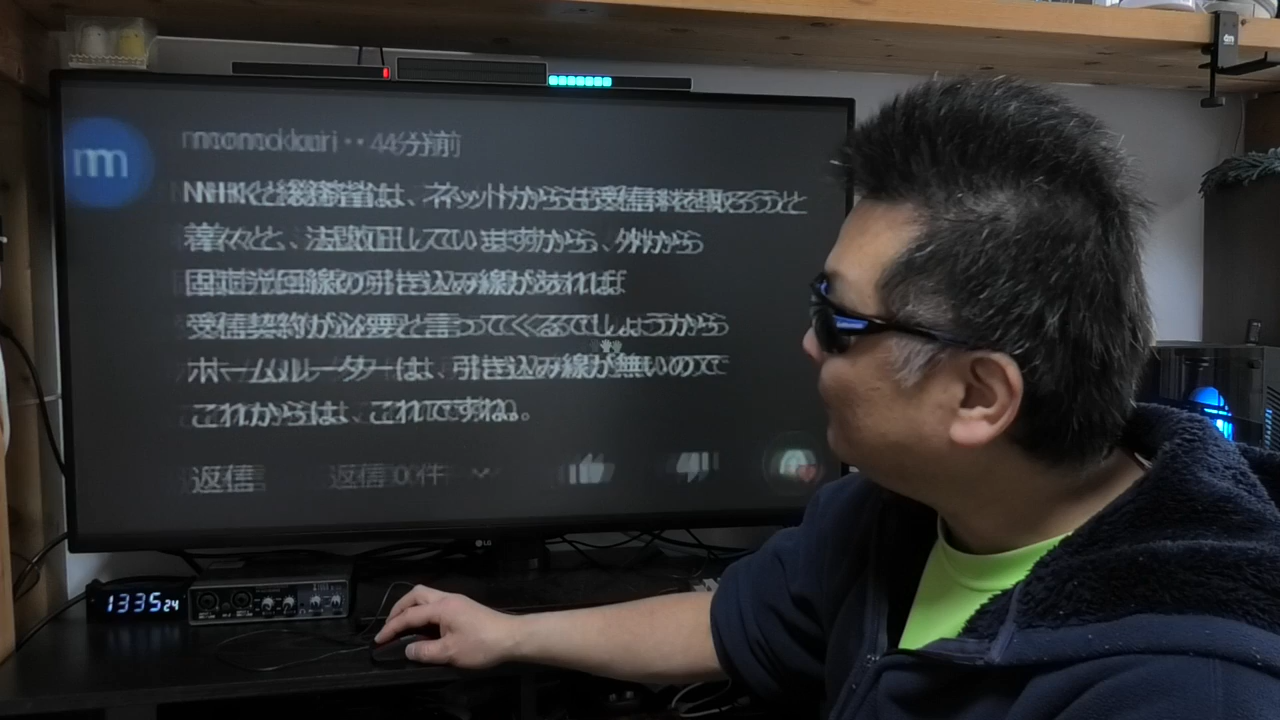 m
momokkuri・44分前
NHKと総務省は、ネットからも受信料を取ろうと
着々と、法改正していますから、外から
固定光回線の引き込み線があれば
受信契約が必要と言ってくるでしょうから
ホームルーターは、引き込み線が無いので
これからは、これですね。
返信
返信 0件
LG
1335 24